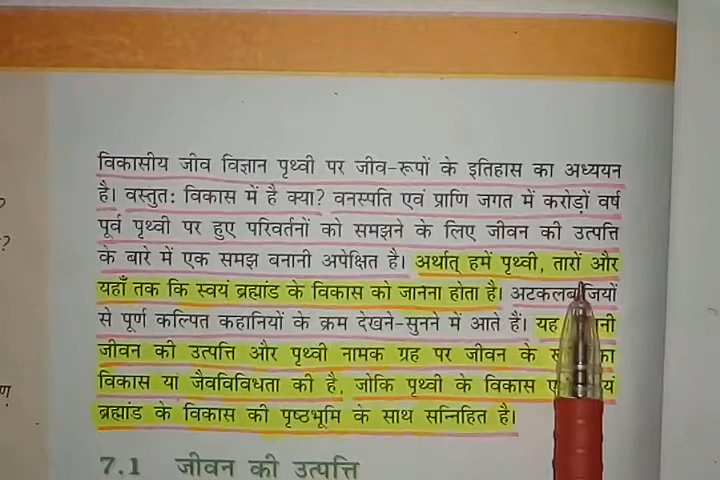 विकासीय जीव विज्ञान पृथ्वी पर जीव-रूपों के इतिहास का अध्ययन
है। वस्तुतः विकास में है क्या? वनस्पति एवं प्राणि जगत में करोड़ों वर्ष
पूर्व पृथ्वी पर हुए परिवर्तनों को समझने के लिए जीवन की उत्पत्ति
के बारे में एक समझ बनानी अपेक्षित है। अर्थात् हमें पृथ्वी, तारों और
यहाँ तक कि स्वयं ब्रह्मांड के विकास को जानना होता है। अटकलबाजियों
से पूर्ण कल्पित कहानियों के क्रम देखने-सुनने में आते हैं। यह
जीवन की उत्पत्ति और पृथ्वी नामक ग्रह पर जीवन के
विकास या जैवविविधता की है, जोकि पृथ्वी के विकास
ब्रह्मांड के विकास की पृष्ठभूमि के साथ सन्निहित है।
7.1 जीवन की उत्पत्ति